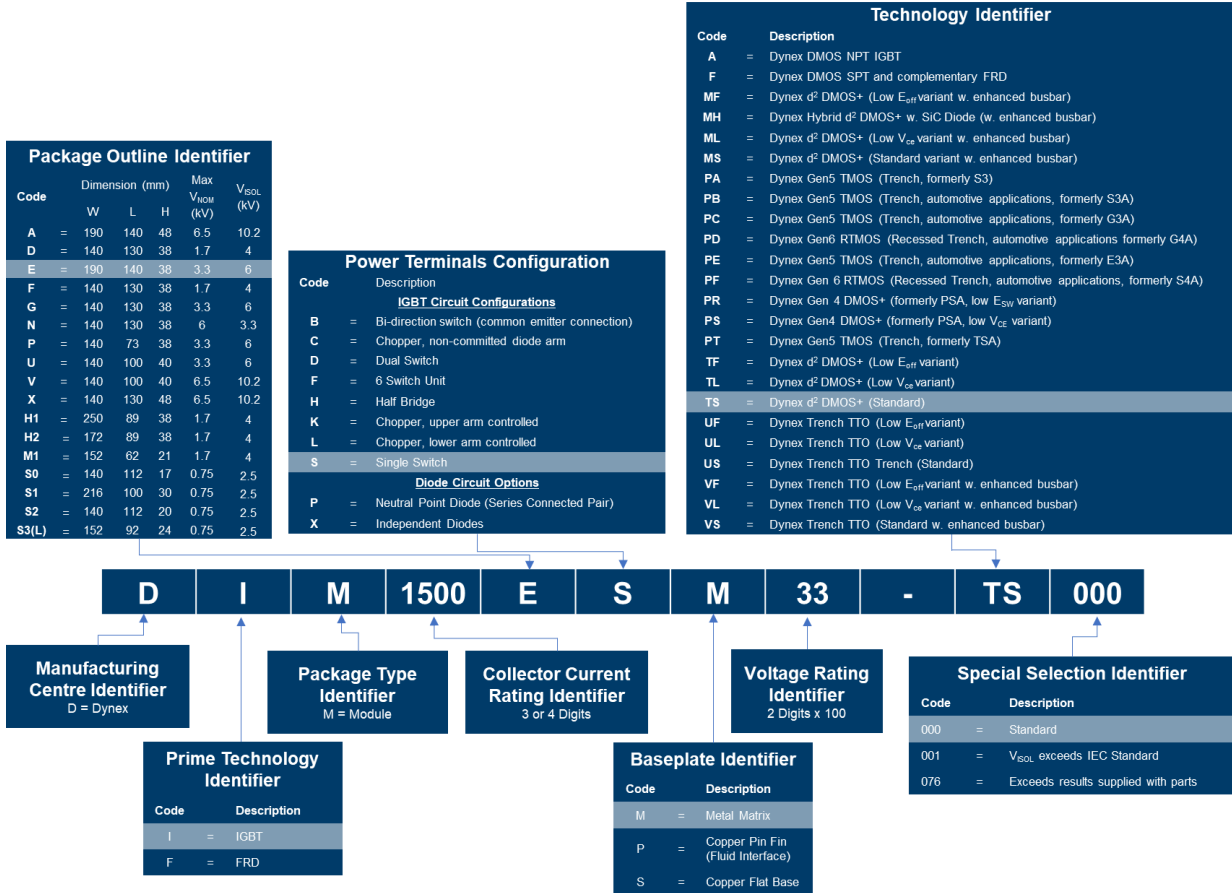 Technology Identifier
Code Description
A = Dynex DMOS NPT IGBT
F = Dynex DMOS SPT and complementary FRD
MF = Dynex d² DMOS+ (Low Eoff variant w. enhanced busbar)
MH = Dynex Hybrid d² DMOS+ w. SiC Diode (w. enhanced busbar)
ML = Dynex d² DMOS+ (Low Vce variant w. enhanced busbar)
MS = Dynex d² DMOS+ (Standard variant w. enhanced busbar)
PA = Dynex Gen5 TMOS (Trench, formerly S3)
PB = Dynex Gen5 TMOS (Trench, automotive applications, formerly S3A)
PC = Dynex Gen5 TMOS (Trench, automotive applications, formerly G3A)
PD = Dynex Gen6 RTMOS (Recessed Trench, automotive applications formerly G4A)
PE = Dynex Gen5 TMOS (Trench, automotive applications, formerly E3A)
PF = Dynex Gen 6 RTMOS (Recessed Trench, automotive applications, formerly S4A)
PR = Dynex Gen 4 DMOS+ (formerly PSA, low ESW variant)
PS = Dynex Gen4 DMOS+ (formerly PSA, low VCE variant)
PT = Dynex Gen5 TMOS (Trench, formerly TSA)
TF = Dynex d² DMOS+ (Low Eoff variant)
TL = Dynex d² DMOS+ (Low Vce variant)
TS = Dynex d² DMOS+ (Standard)
UF = Dynex Trench TTO (Low Eoff variant)
UL = Dynex Trench TTO (Low Vce variant)
US = Dynex Trench TTO Trench (Standard)
VF = Dynex Trench TTO (Low Eoff variant w. enhanced busbar)
VL = Dynex Trench TTO (Low Vce variant w. enhanced busbar)
VS = Dynex Trench TTO (Standard w. enhanced busbar)
Package Outline Identifier
Code Dimension (mm) Max VNOM (kV) VISOL (kV)
W L H
A = 190 140 48 6.5 10.2
D = 140 130 38 1.7 4
E = 190 140 38 3.3 6
F = 140 130 38 1.7 4
G = 140 130 38 3.3 6
N = 140 130 38 6 3.3
P = 140 73 38 3.3 6
U = 140 100 40 3.3 6
V = 140 100 40 6.5 10.2
X = 140 130 48 6.5 10.2
H1 = 250 89 38 1.7 4
H2 = 172 89 38 1.7 4
M1 = 152 62 21 1.7 4
S0 = 140 112 17 0.75 2.5
S1 = 216 100 30 0.75 2.5
S2 = 140 112 20 0.75 2.5
S3(L) = 152 92 24 0.75 2.5
Power Terminals Configuration
Code Description
IGBT Circuit Configurations
B = Bi-direction switch (common emitter connection)
C = Chopper, non-committed diode arm
D = Dual Switch
F = 6 Switch Unit
H = Half Bridge
K = Chopper, upper arm controlled
L = Chopper, lower arm controlled
S = Single Switch
Diode Circuit Options
P = Neutral Point Diode (Series Connected Pair)
X = Independent Diodes
D I M 1500 E S M 33 - TS 000
Manufacturing
Centre Identifier
D = Dynex
Package Type
Identifier
M = Module
Collector Current
Rating Identifier
3 or 4 Digits
Voltage Rating
Identifier
2 Digits x 100
Special Selection Identifier
Code Description
000 = Standard
001 = VISOL exceeds IEC Standard
076 = Exceeds results supplied with parts
Prime Technology
Identifier
Code Description
I = IGBT
F = FRD
Baseplate Identifier
Code Description
M = Metal Matrix
P = Copper Pin Fin
(Fluid Interface)
S = Copper Flat Base